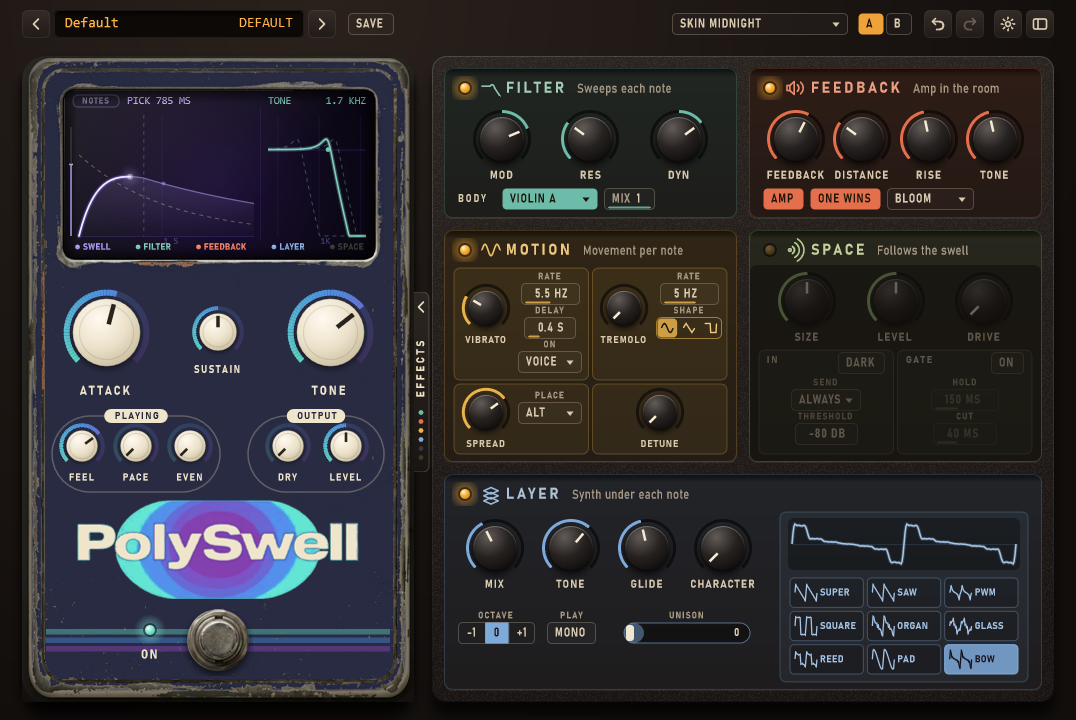 Default DEFAULT SAVE SKIN MIDNIGHT A B
NOTES PICK 785 MS TONE 1.7 KHZ
1K
SWELL FILTER FEEDBACK LAYER SPACE
ATTACK SUSTAIN TONE
PLAYING OUTPUT
FEEL PACE EVEN DRY LEVEL
PolySwell
ON
EFFECTS
FILTER Sweeps each note
MOD RES DYN
BODY VIOLIN A MIX 1
FEEDBACK Amp in the room
FEEDBACK DISTANCE RISE TONE
AMP ONE WINS BLOOM
MOTION Movement per note
RATE
5.5 HZ
DELAY
0.4 S
ON
VOICE
VIBRATO
RATE
5 HZ
SHAPE
TREMOLO
PLACE
ALT
SPREAD
DETUNE
SPACE Follows the swell
SIZE LEVEL DRIVE
IN DARK
SEND
ALWAYS
THRESHOLD
-80 DB
GATE ON
HOLD
150 MS
CUT
40 MS
LAYER Synth under each note
MIX TONE GLIDE CHARACTER
OCTAVE PLAY UNISON
-1 0 +1 MONO 0
SUPER SAW PWM
SQUARE ORGAN GLASS
REED PAD BOW